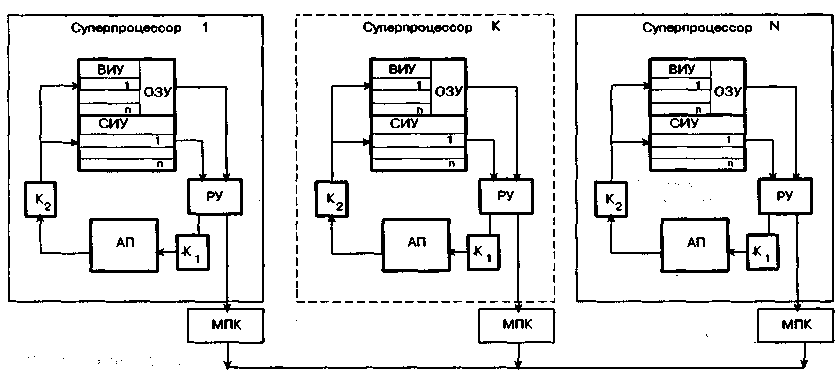 Суперпроцессор 1
ВИУ
1
ОЗУ
n
СИУ
1
n
К2
РУ
АП
К1
МПК
Суперпроцессор К
ВИУ
1
ОЗУ
n
СИУ
1
n
К2
РУ
АП
К1
МПК
Суперпроцессор N
ВИУ
1
ОЗУ
n
СИУ
1
n
К2
РУ
АП
К1
МПК